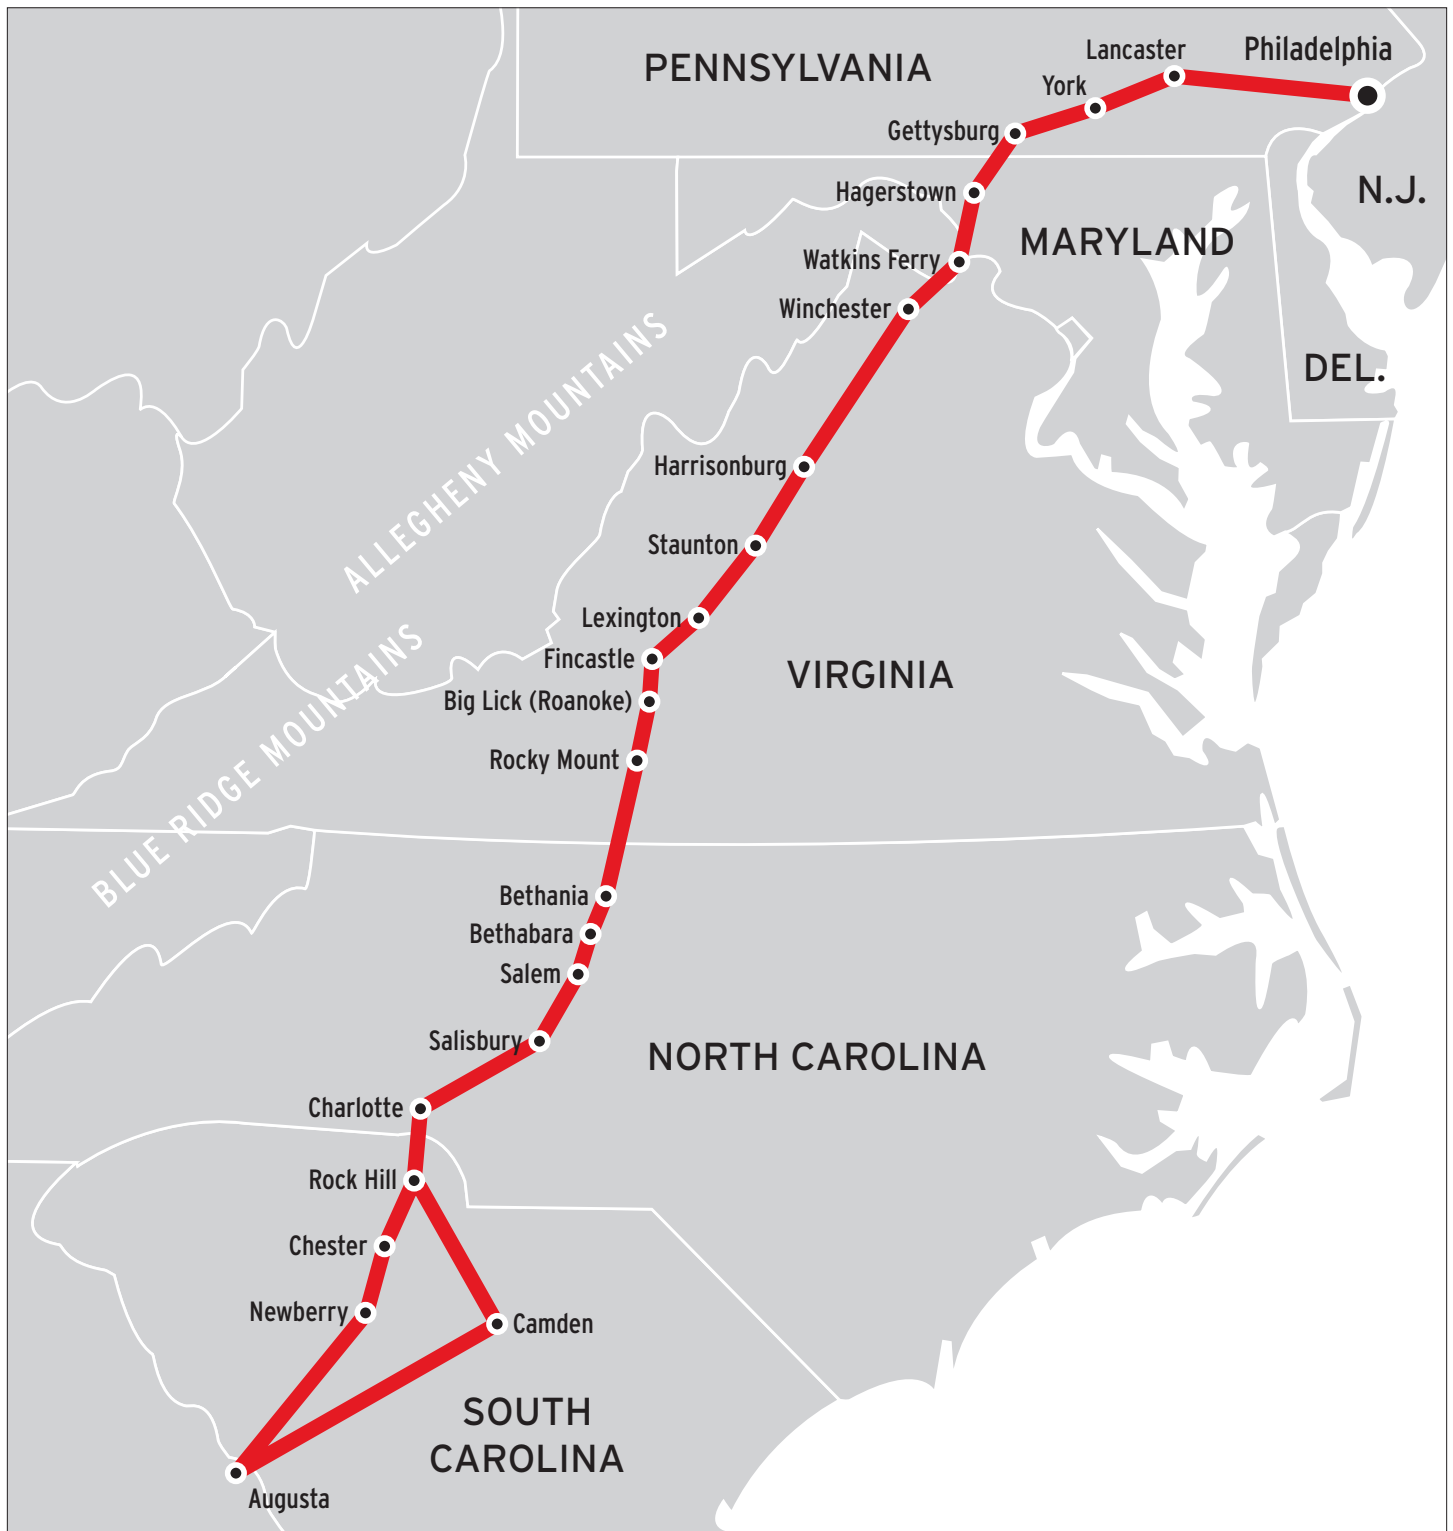 Lancaster
Philadelphia
PENNSYLVANIA
York
Gettysburg
Hagerstown
N.J.
MARYLAND
Watkins Ferry
Winchester
ALLEGHENY MOUNTAINS
DEL.
Harrisonburg
Staunton
Lexington
BLUE RIDGE MOUNTAINS
Fincastle
VIRGINIA
Big Lick (Roanoke)
Rocky Mount
Bethania
Bethabara
Salem
Salisbury
NORTH CAROLINA
Charlotte
Rock Hill
Chester
Newberry
Camden
SOUTH
CAROLINA
Augusta